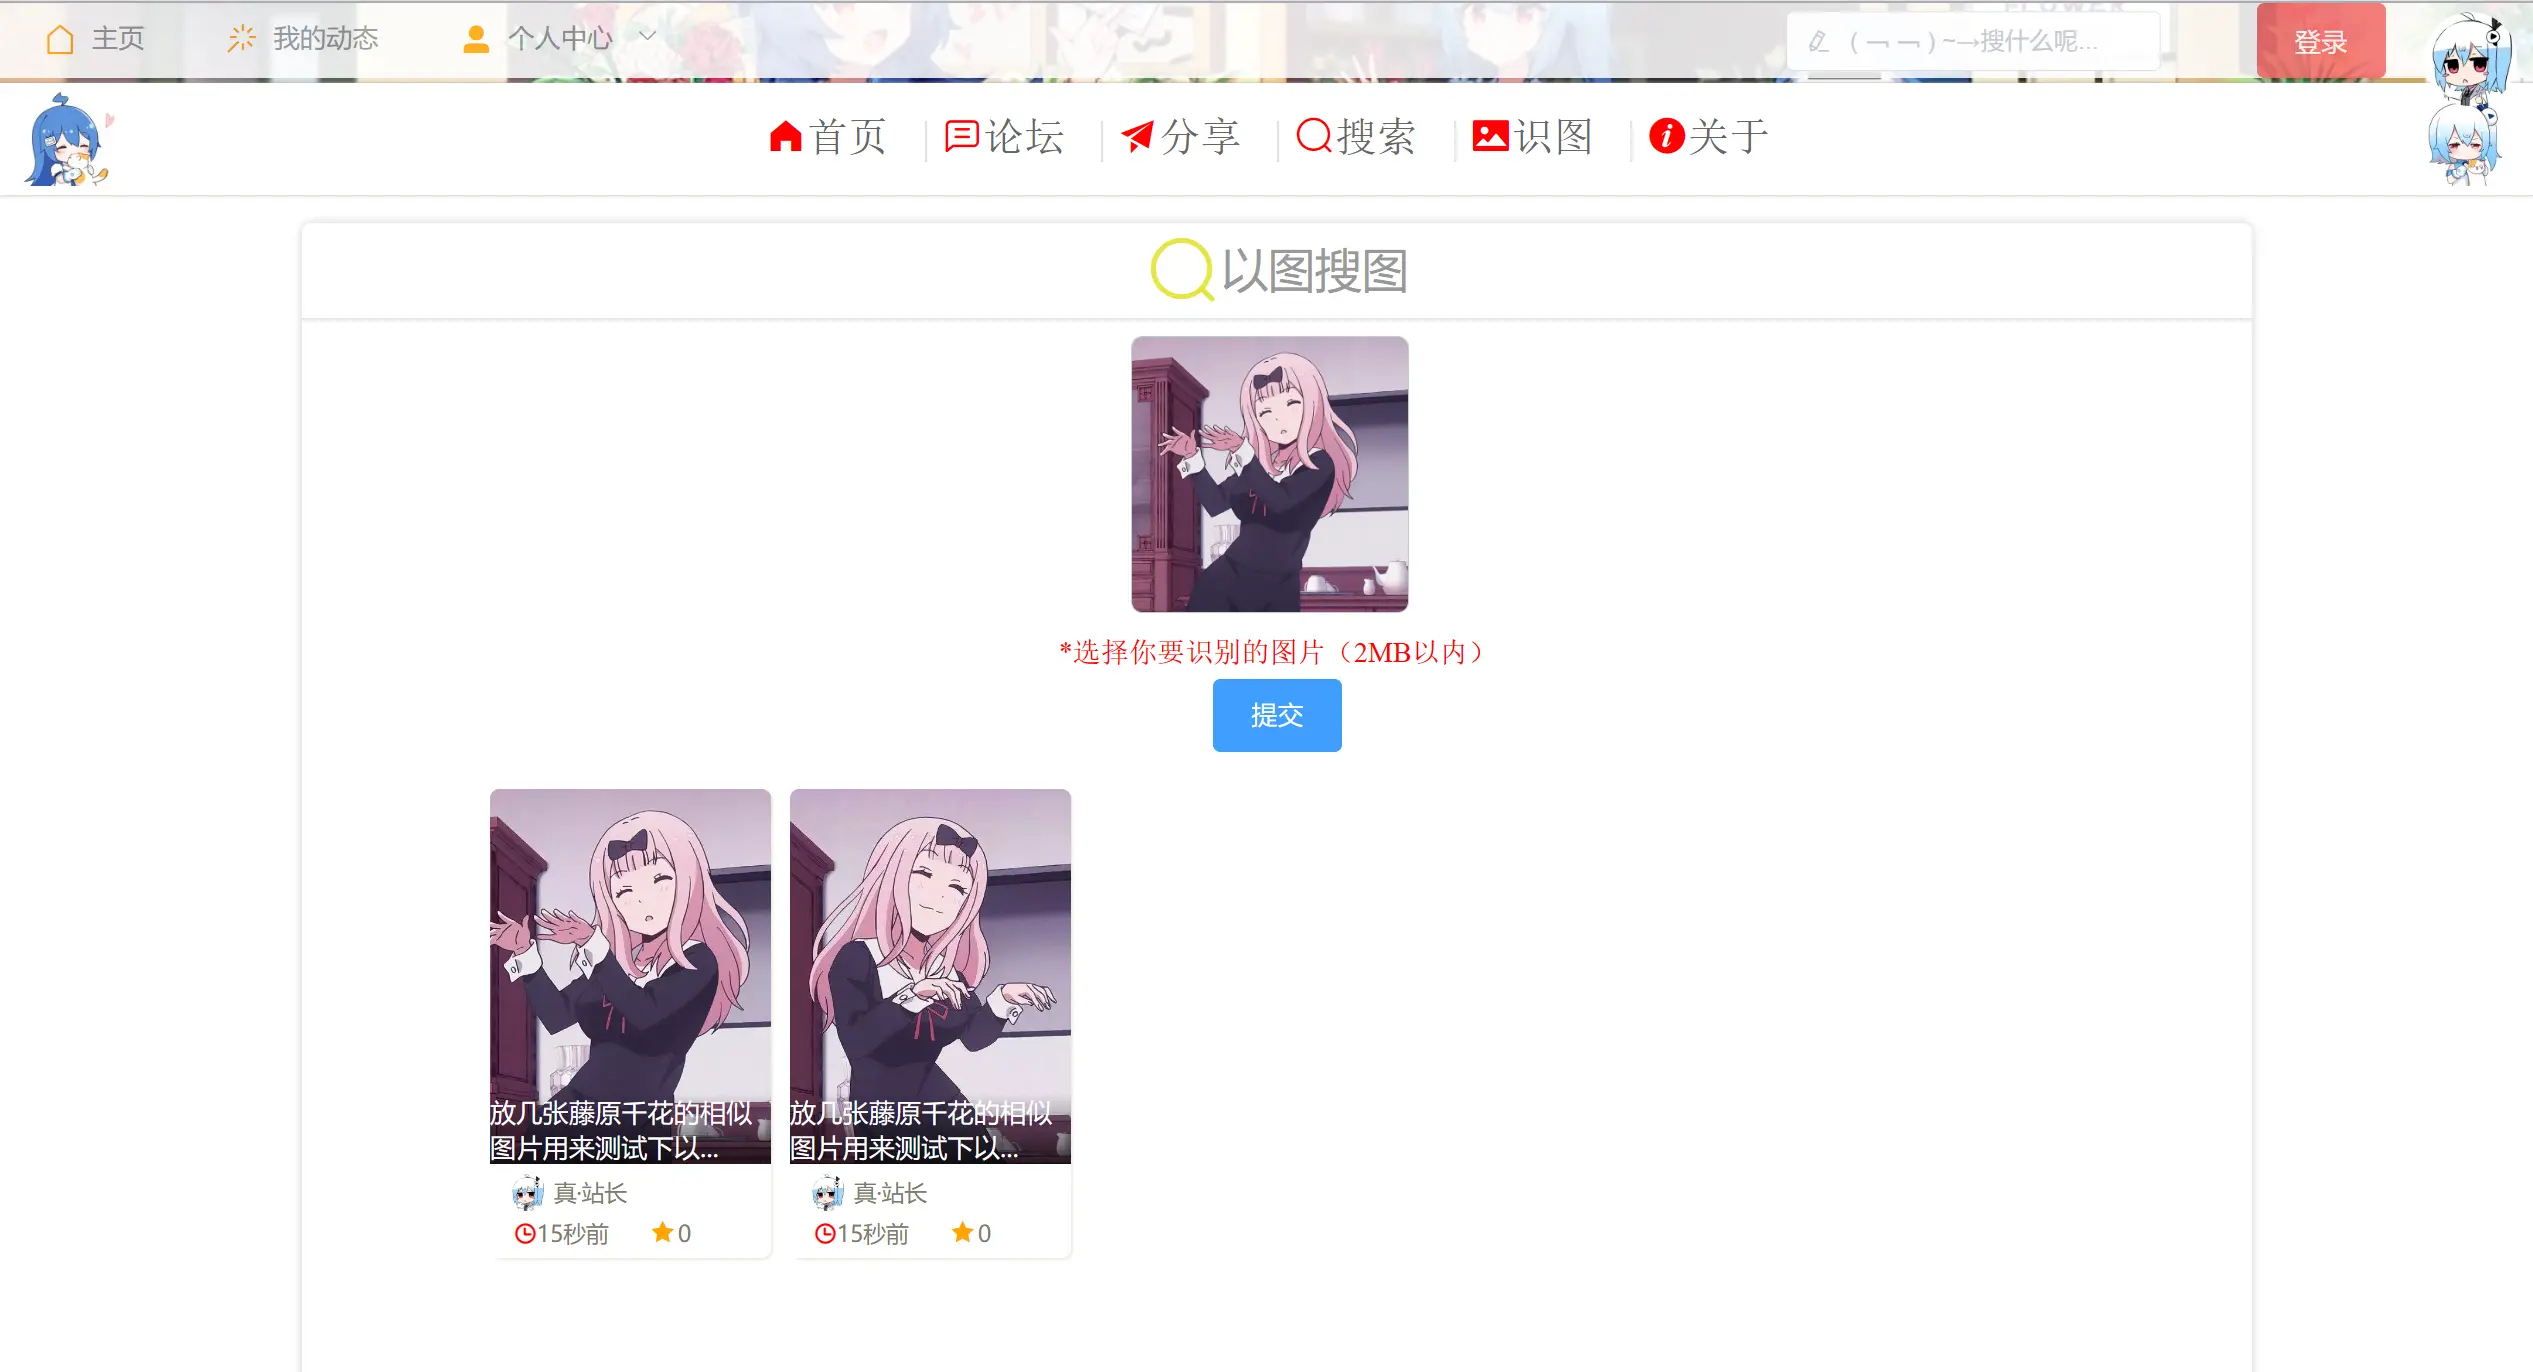 主页
我的动态
个人中心
(￢￢)~→搜什么呢...
登录
首页
论坛
分享
搜索
识图
关于
以图搜图
*选择你要识别的图片（2MB以内）
提交
放几张藤原千花的相似
图片用来测试下以...
真·站长
15秒前
0
放几张藤原千花的相似
图片用来测试下以...
真·站长
15秒前
0